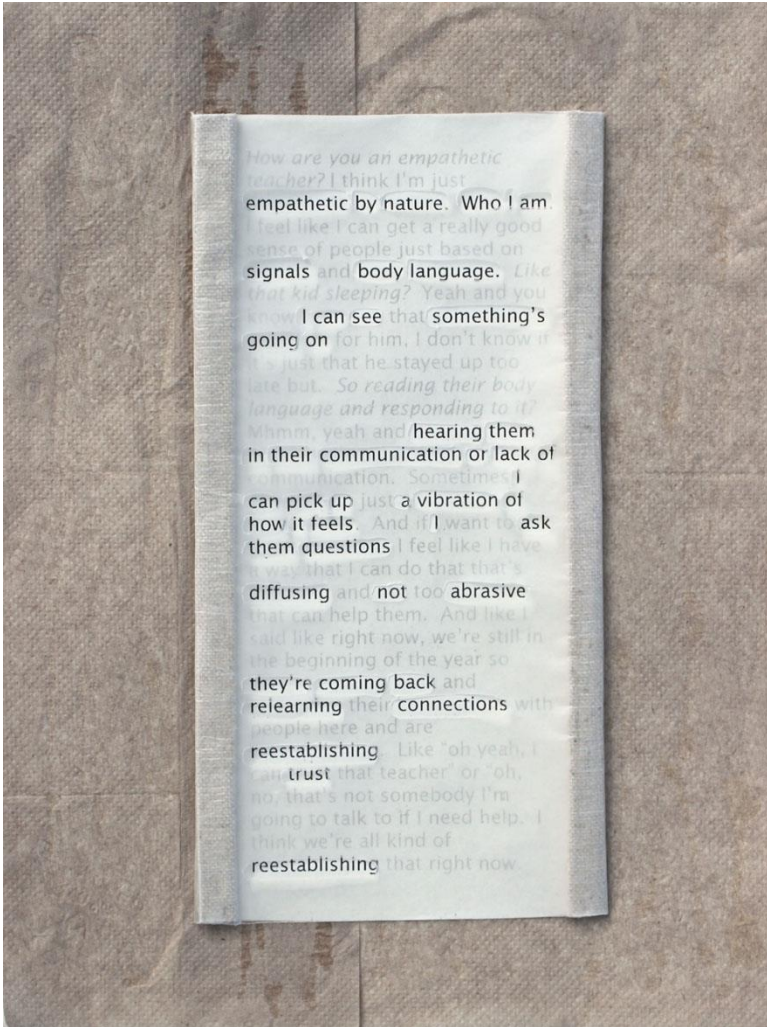 How are you an empathetic
teacher? I think I'm just
empathetic by nature. Who I am.
I feel like I can get a really good
sense of people just based on
signals and body language. Like
that kid sleeping? Yeah and you
know I can see that something's
going on for him, I don't know if
it's just that he stayed up too
late but. So reading their body
language and responding to it?
Mhmm, yeah and hearing them
in their communication or lack of
communication. Sometimes I
can pick up just a vibration of
how it feels. And if I want to ask
them questions I feel like I have
a way that I can do that that's
diffusing and not too abrasive
that can help them. And like I
said like right now, we're still in
the beginning of the year so
they're coming back and
relearning their connections with
people here and are
reestablishing. Like "oh yeah, I
can trust that teacher" or "oh,
no, that's not somebody I'm
going to talk to if I need help. I
think we're all kind of
reestablishing that right now.